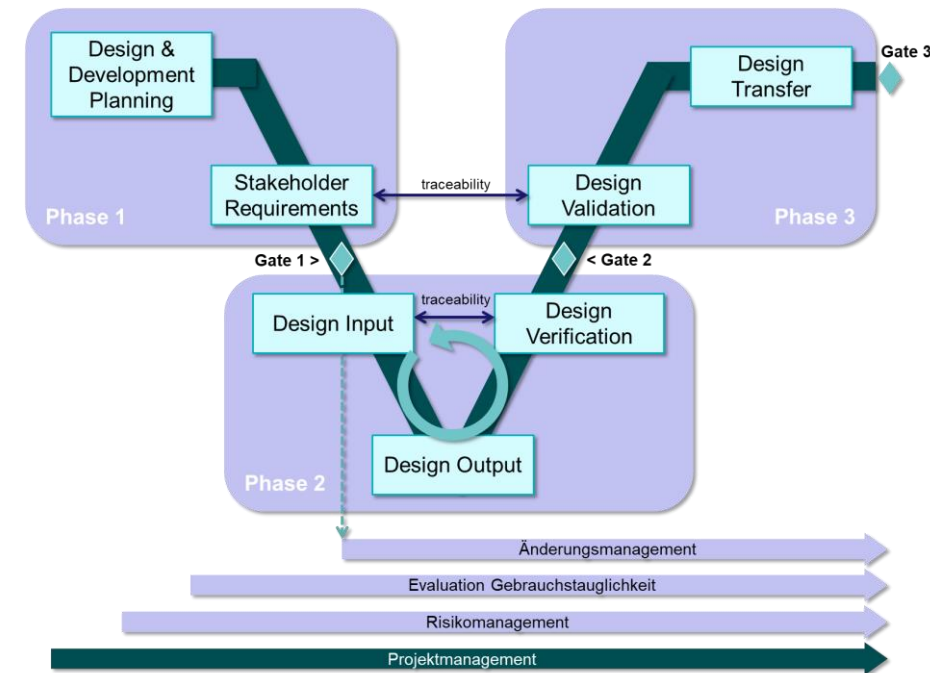 Design &
Development
Planning
Stakeholder
Requirements
Phase 1
traceability
Design
Transfer
Gate 3
Design
Validation
Phase 3
Gate 1 >
< Gate 2
Design Input
traceability
Design
Verification
Design Output
Phase 2
Änderungsmanagement
Evaluation Gebrauchstauglichkeit
Risikomanagement
Projektmanagement